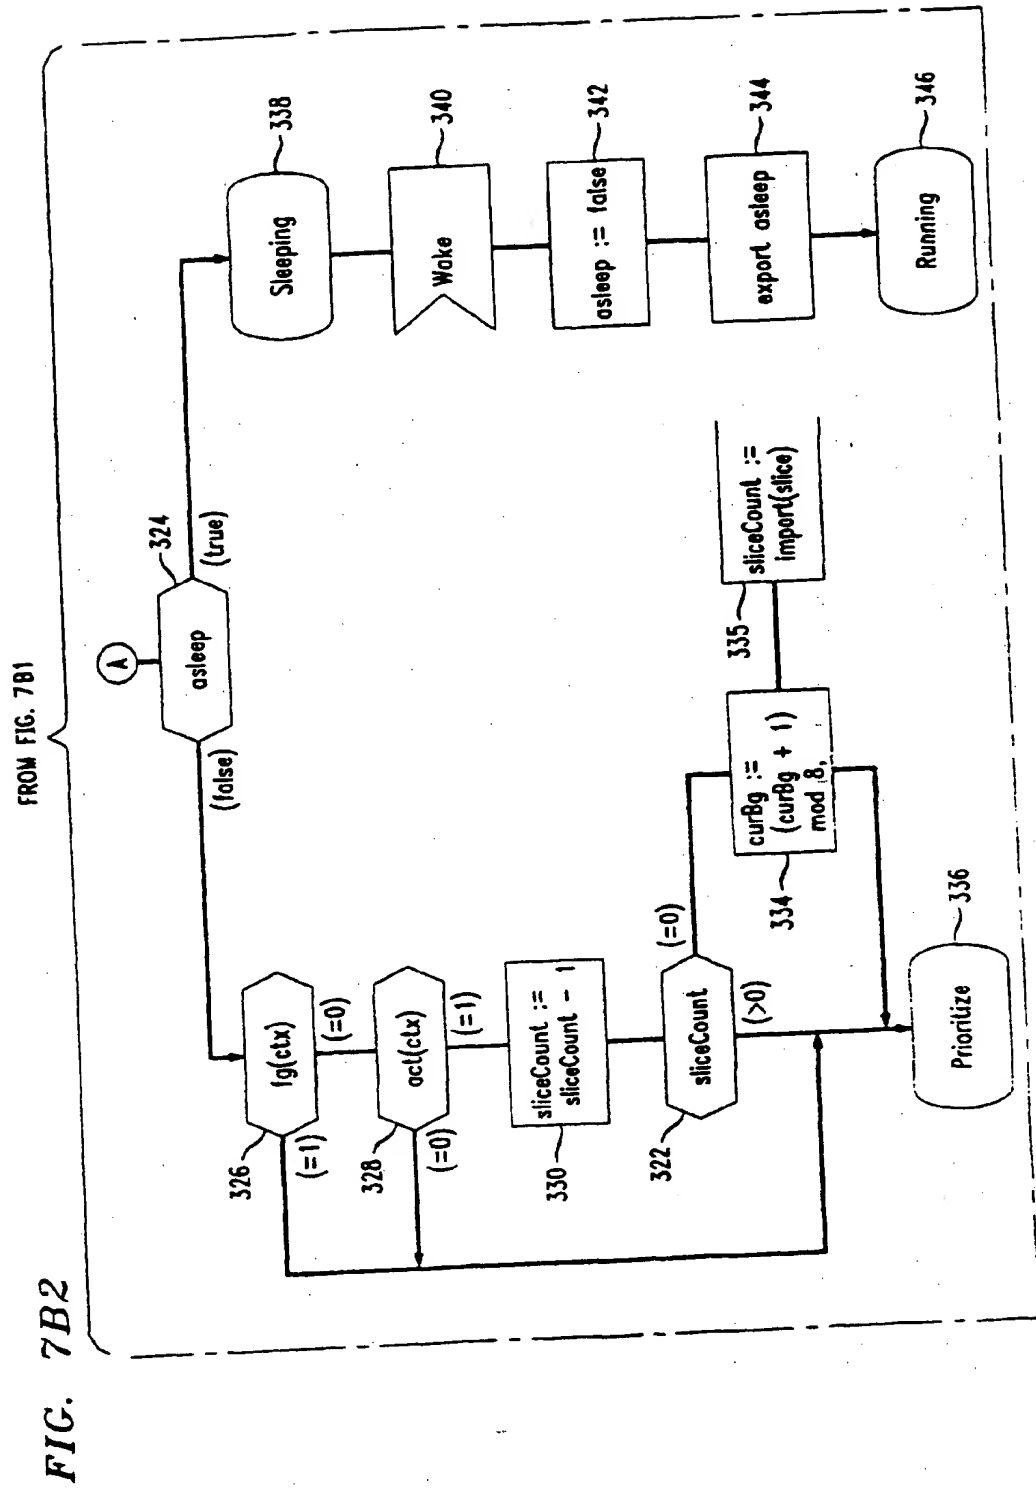 FIG. 7B2
FROM FIG. 7B1
A
asleep
324
(false)
(true)
326
fg(ctx)
(=1)
(=0)
328
act(ctx)
(=0)
(=1)
330
sliceCount :=
sliceCount - 1
322
sliceCount
(=0)
(>0)
334
curBg :=
(curBg + 1)
mod 8,
335
sliceCount :=
import(slice)
Prioritize
336
Sleeping
338
Wake
340
asleep := false
342
export asleep
344
Running
346